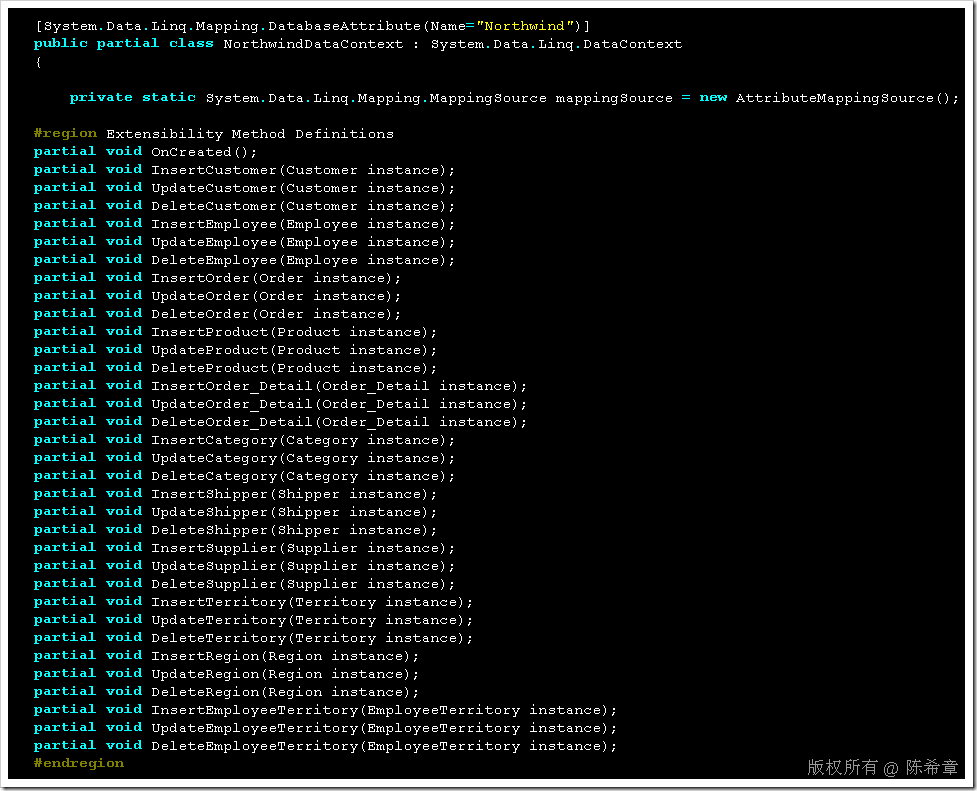 [System.Data.Linq.Mapping.DatabaseAttribute(Name="Northwind")]
public partial class NorthwindDataContext : System.Data.Linq.DataContext
{
private static System.Data.Linq.Mapping.MappingSource mappingSource = new AttributeMappingSource();
#region Extensibility Method Definitions
partial void OnCreated();
partial void InsertCustomer(Customer instance);
partial void UpdateCustomer(Customer instance);
partial void DeleteCustomer(Customer instance);
partial void InsertEmployee(Employee instance);
partial void UpdateEmployee(Employee instance);
partial void DeleteEmployee(Employee instance);
partial void InsertOrder(Order instance);
partial void UpdateOrder(Order instance);
partial void DeleteOrder(Order instance);
partial void InsertProduct(Product instance);
partial void UpdateProduct(Product instance);
partial void DeleteProduct(Product instance);
partial void InsertOrder_Detail(Order_Detail instance);
partial void UpdateOrder_Detail(Order_Detail instance);
partial void DeleteOrder_Detail(Order_Detail instance);
partial void InsertCategory(Category instance);
partial void UpdateCategory(Category instance);
partial void DeleteCategory(Category instance);
partial void InsertShipper(Shipper instance);
partial void UpdateShipper(Shipper instance);
partial void DeleteShipper(Shipper instance);
partial void InsertSupplier(Supplier instance);
partial void UpdateSupplier(Supplier instance);
partial void DeleteSupplier(Supplier instance);
partial void InsertTerritory(Territory instance);
partial void UpdateTerritory(Territory instance);
partial void DeleteTerritory(Territory instance);
partial void InsertRegion(Region instance);
partial void UpdateRegion(Region instance);
partial void DeleteRegion(Region instance);
partial void InsertEmployeeTerritory(EmployeeTerritory instance);
partial void UpdateEmployeeTerritory(EmployeeTerritory instance);
partial void DeleteEmployeeTerritory(EmployeeTerritory instance);
#endregion
版权所有 @ 陈希章